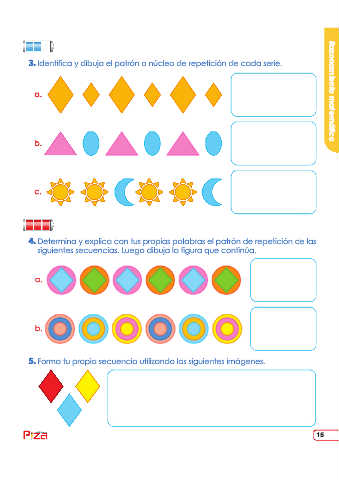 Razonamiento matemático
3. Identifica y dibuja el patrón o núcleo de repetición de cada serie.
a.
b.
c.
4. Determina y explica con tus propias palabras el patrón de repetición de las
siguientes secuencias. Luego dibuja la figura que continúa.
a.
b.
5. Forma tu propia secuencia utilizando las siguientes imágenes.
15